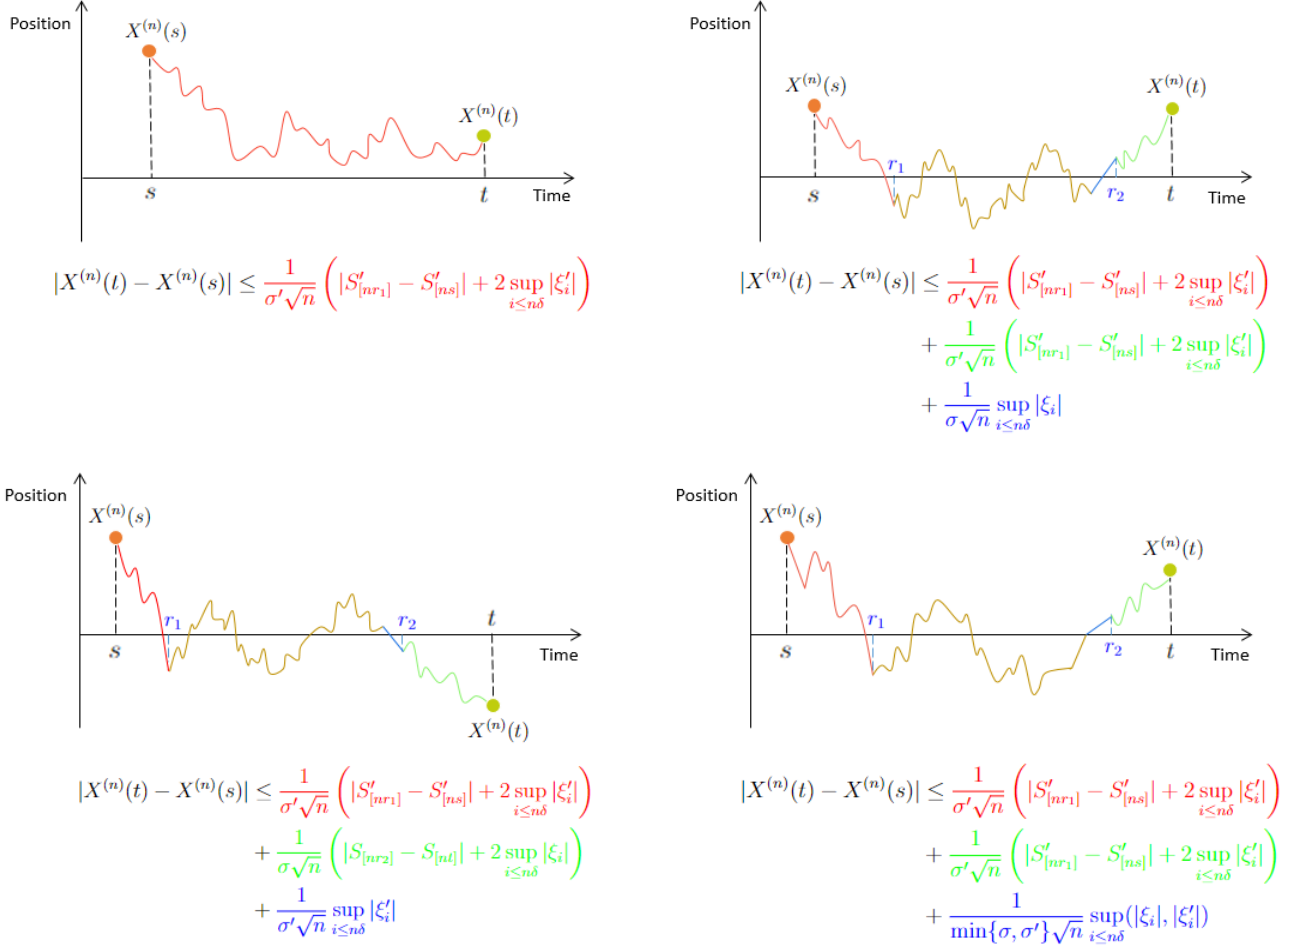 Position
X^{(n)}(s)
X^{(n)}(t)
s
t
Time
|X^{(n)}(t) − X^{(n)}(s)| ≤ \frac{1}{σ'\sqrt{n}} ( |S'_{[nr_1]} − S'_{[ns]}| + 2 \sup_{i≤nδ} |ξ'_i| )
Position
X^{(n)}(s)
X^{(n)}(t)
r_1
s
r_2
t
Time
|X^{(n)}(t) − X^{(n)}(s)| ≤ \frac{1}{σ'\sqrt{n}} ( |S'_{[nr_1]} − S'_{[ns]}| + 2 \sup_{i≤nδ} |ξ'_i| )
+ \frac{1}{σ'\sqrt{n}} ( |S'_{[nr_1]} − S'_{[ns]}| + 2 \sup_{i≤nδ} |ξ'_i| )
+ \frac{1}{σ\sqrt{n}} \sup_{i≤nδ} |ξ_i|
Position
X^{(n)}(s)
r_1
r_2
t
s
Time
X^{(n)}(t)
|X^{(n)}(t) − X^{(n)}(s)| ≤ \frac{1}{σ'\sqrt{n}} ( |S'_{[nr_1]} − S'_{[ns]}| + 2 \sup_{i≤nδ} |ξ'_i| )
+ \frac{1}{σ\sqrt{n}} ( |S_{[nr_2]} − S_{[nt]}| + 2 \sup_{i≤nδ} |ξ_i| )
+ \frac{1}{σ'\sqrt{n}} \sup_{i≤nδ} |ξ'_i|
Position
X^{(n)}(s)
X^{(n)}(t)
r_1
s
r_2
t
Time
|X^{(n)}(t) − X^{(n)}(s)| ≤ \frac{1}{σ'\sqrt{n}} ( |S'_{[nr_1]} − S'_{[ns]}| + 2 \sup_{i≤nδ} |ξ'_i| )
+ \frac{1}{σ'\sqrt{n}} ( |S'_{[nr_1]} − S'_{[ns]}| + 2 \sup_{i≤nδ} |ξ'_i| )
+ \frac{1}{\min\{σ, σ'\}\sqrt{n}} \sup_{i≤nδ} (|ξ_i|, |ξ'_i|)